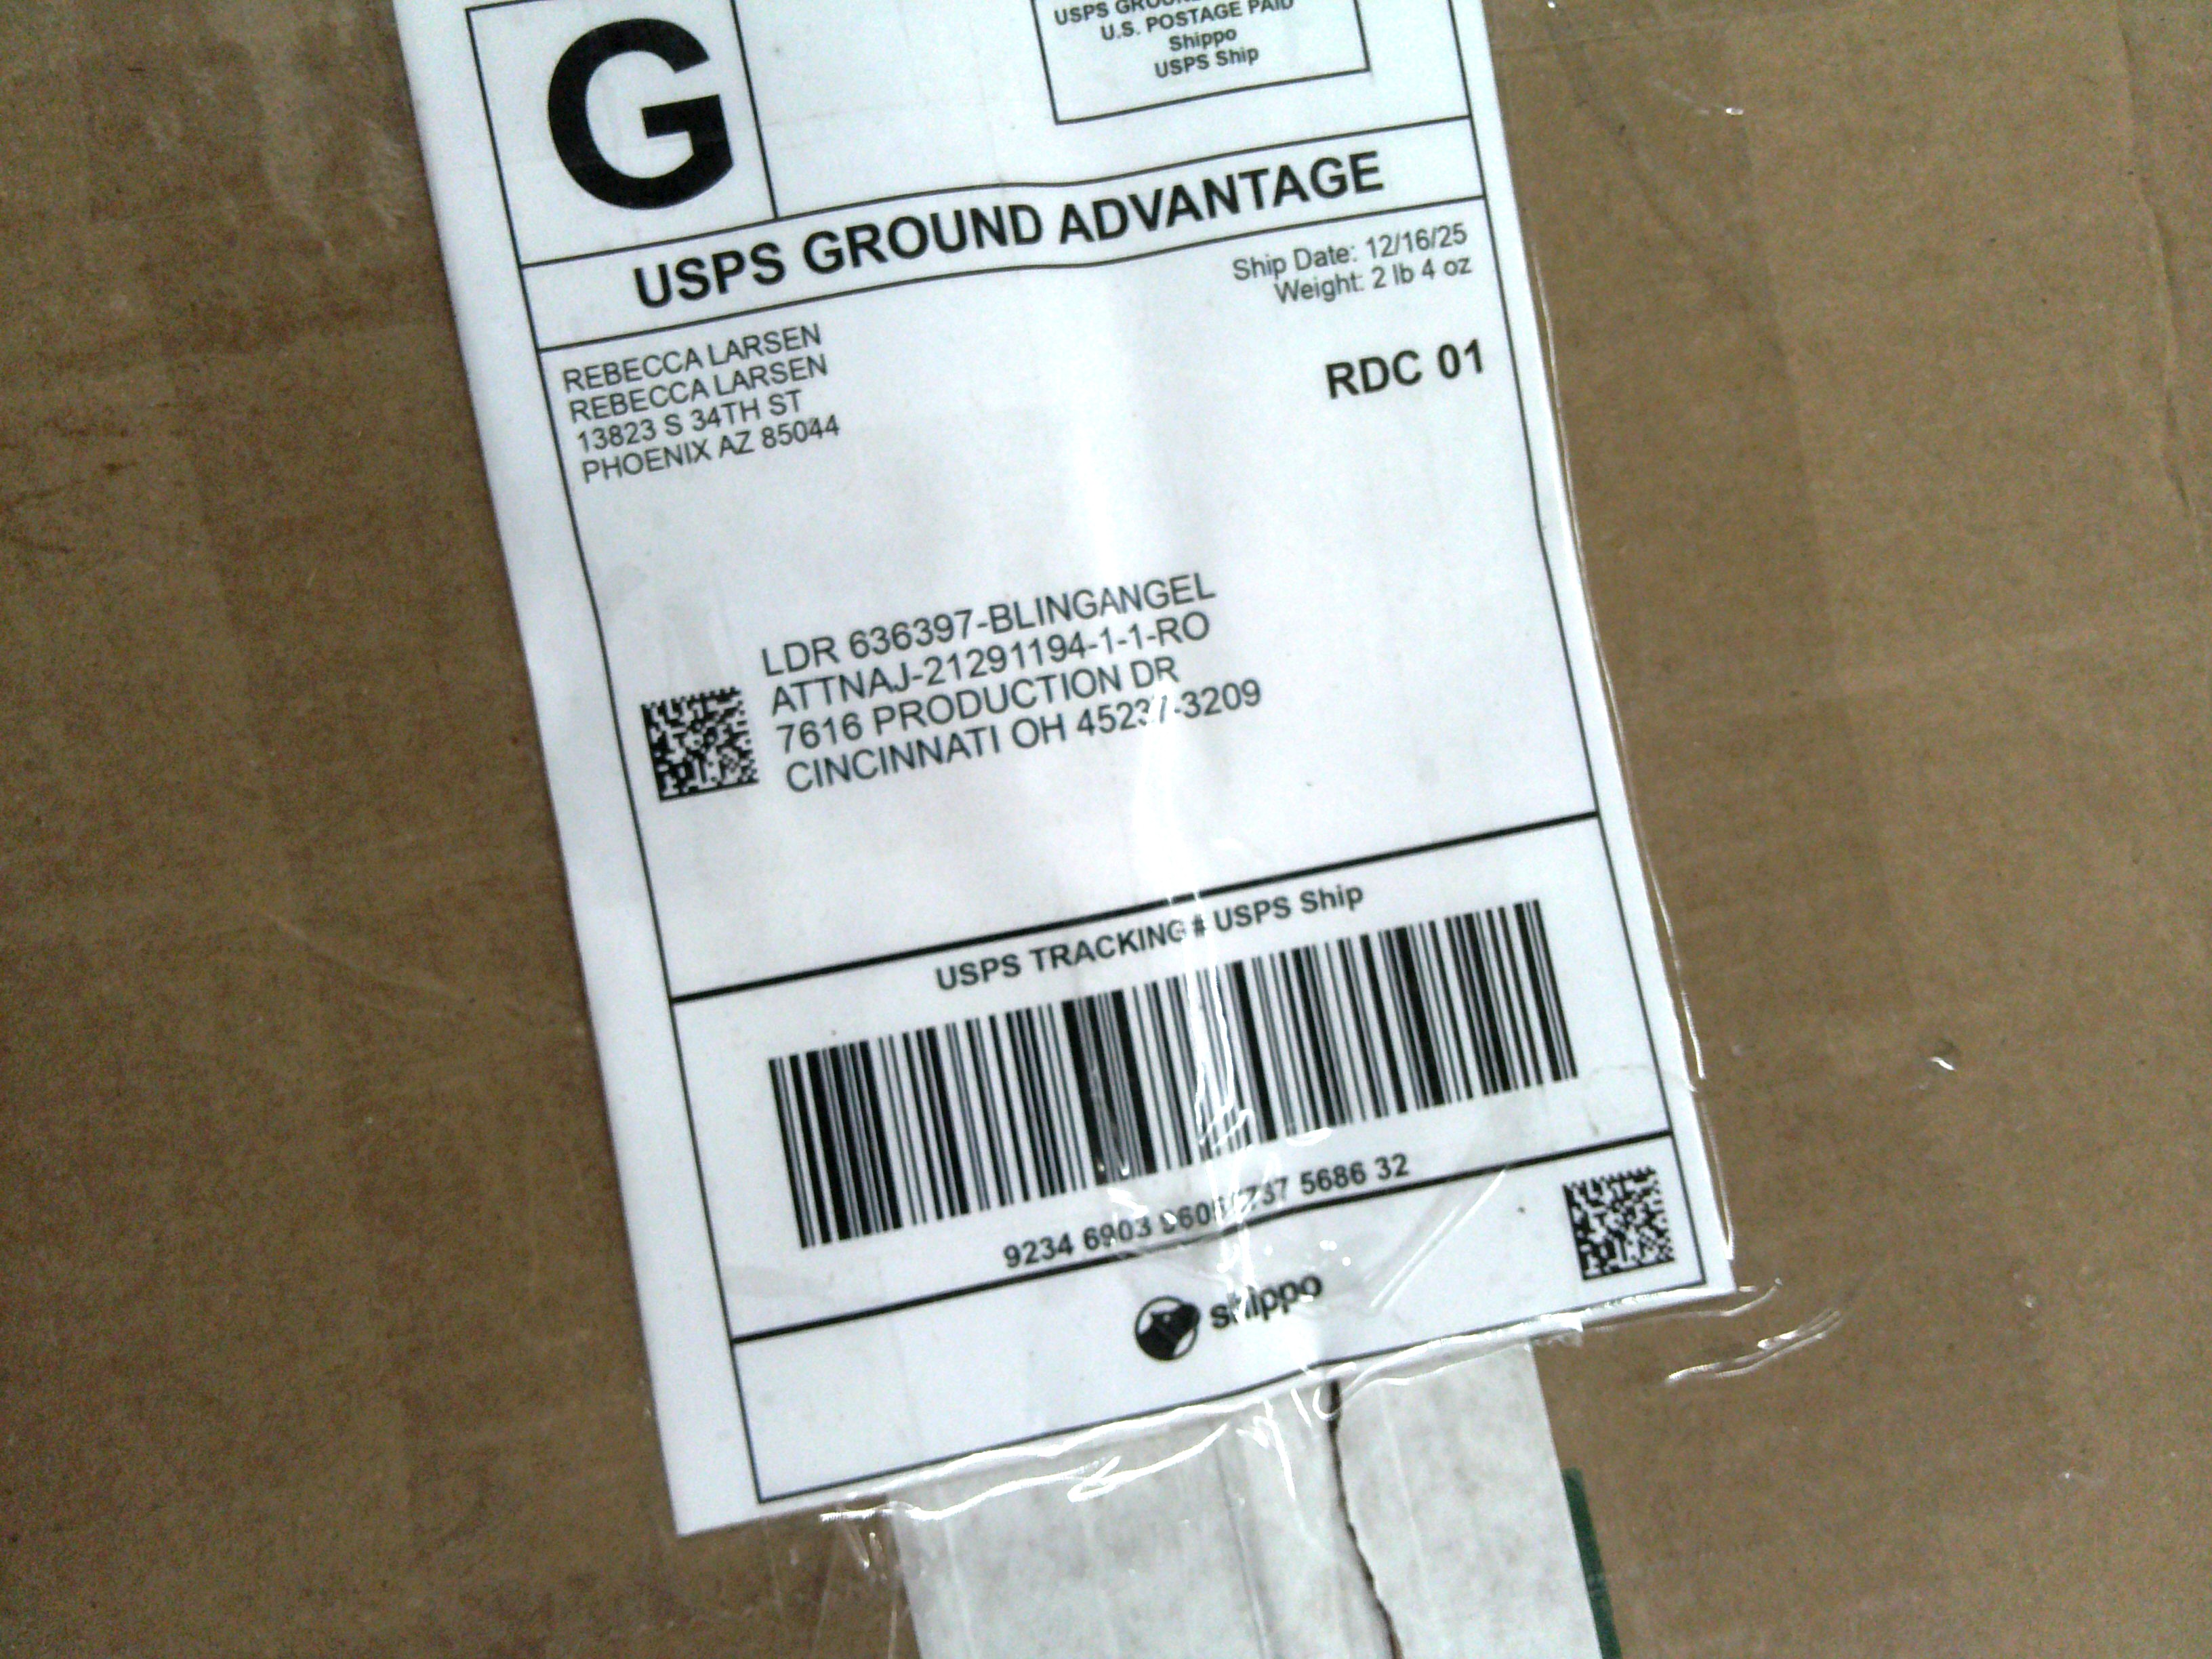 G
USPS GROUND
U.S. POSTAGE PAID
Shippo
USPS Ship
USPS GROUND ADVANTAGE
Ship Date: 12/16/25
Weight: 2 lb 4 oz
REBECCA LARSEN
REBECCA LARSEN
13823 S 34TH ST
PHOENIX AZ 85044
RDC 01
LDR 636397-BLINGANGEL
ATTNAJ-21291194-1-1-RO
7616 PRODUCTION DR
CINCINNATI OH 45237-3209
USPS TRACKING # USPS Ship
9234 6903 5686 32
shippo